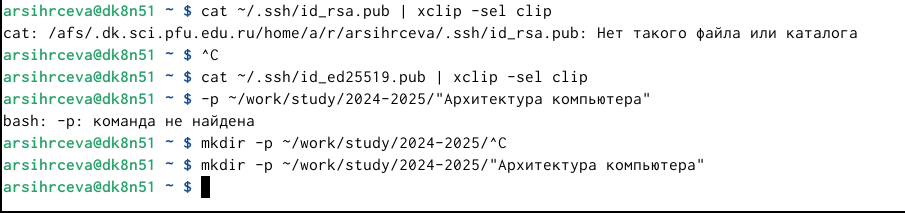 arsihrceva@dk8n51 ~ $ cat ~/.ssh/id_rsa.pub | xclip -sel clip
cat: /afs/.dk.sci.pfu.edu.ru/home/a/r/arsihrceva/.ssh/id_rsa.pub: Нет такого файла или каталога
arsihrceva@dk8n51 ~ $ ^C
arsihrceva@dk8n51 ~ $ cat ~/.ssh/id_ed25519.pub | xclip -sel clip
arsihrceva@dk8n51 ~ $ -p ~/work/study/2024-2025/"Архитектура компьютера"
bash: -p: команда не найдена
arsihrceva@dk8n51 ~ $ mkdir -p ~/work/study/2024-2025/^C
arsihrceva@dk8n51 ~ $ mkdir -p ~/work/study/2024-2025/"Архитектура компьютера"
arsihrceva@dk8n51 ~ $